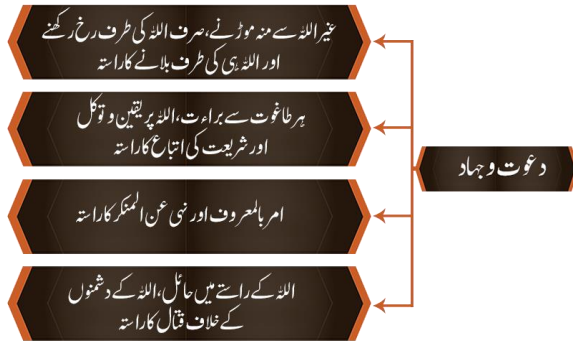 دعوت و جہاد
غیر اللہ سے منہ موڑنے، صرف اللہ کی طرف رخ رکھنے
اور اللہ ہی کی طرف بلانے کا راستہ
ہر طاغوت سے براءت، اللہ پر یقین و توکل
اور شریعت کی اتباع کا راستہ
امر بالمعروف اور نہی عن المنکر کا راستہ
اللہ کے راستے میں حائل، اللہ کے دشمنوں
کے خلاف قتال کا راستہ